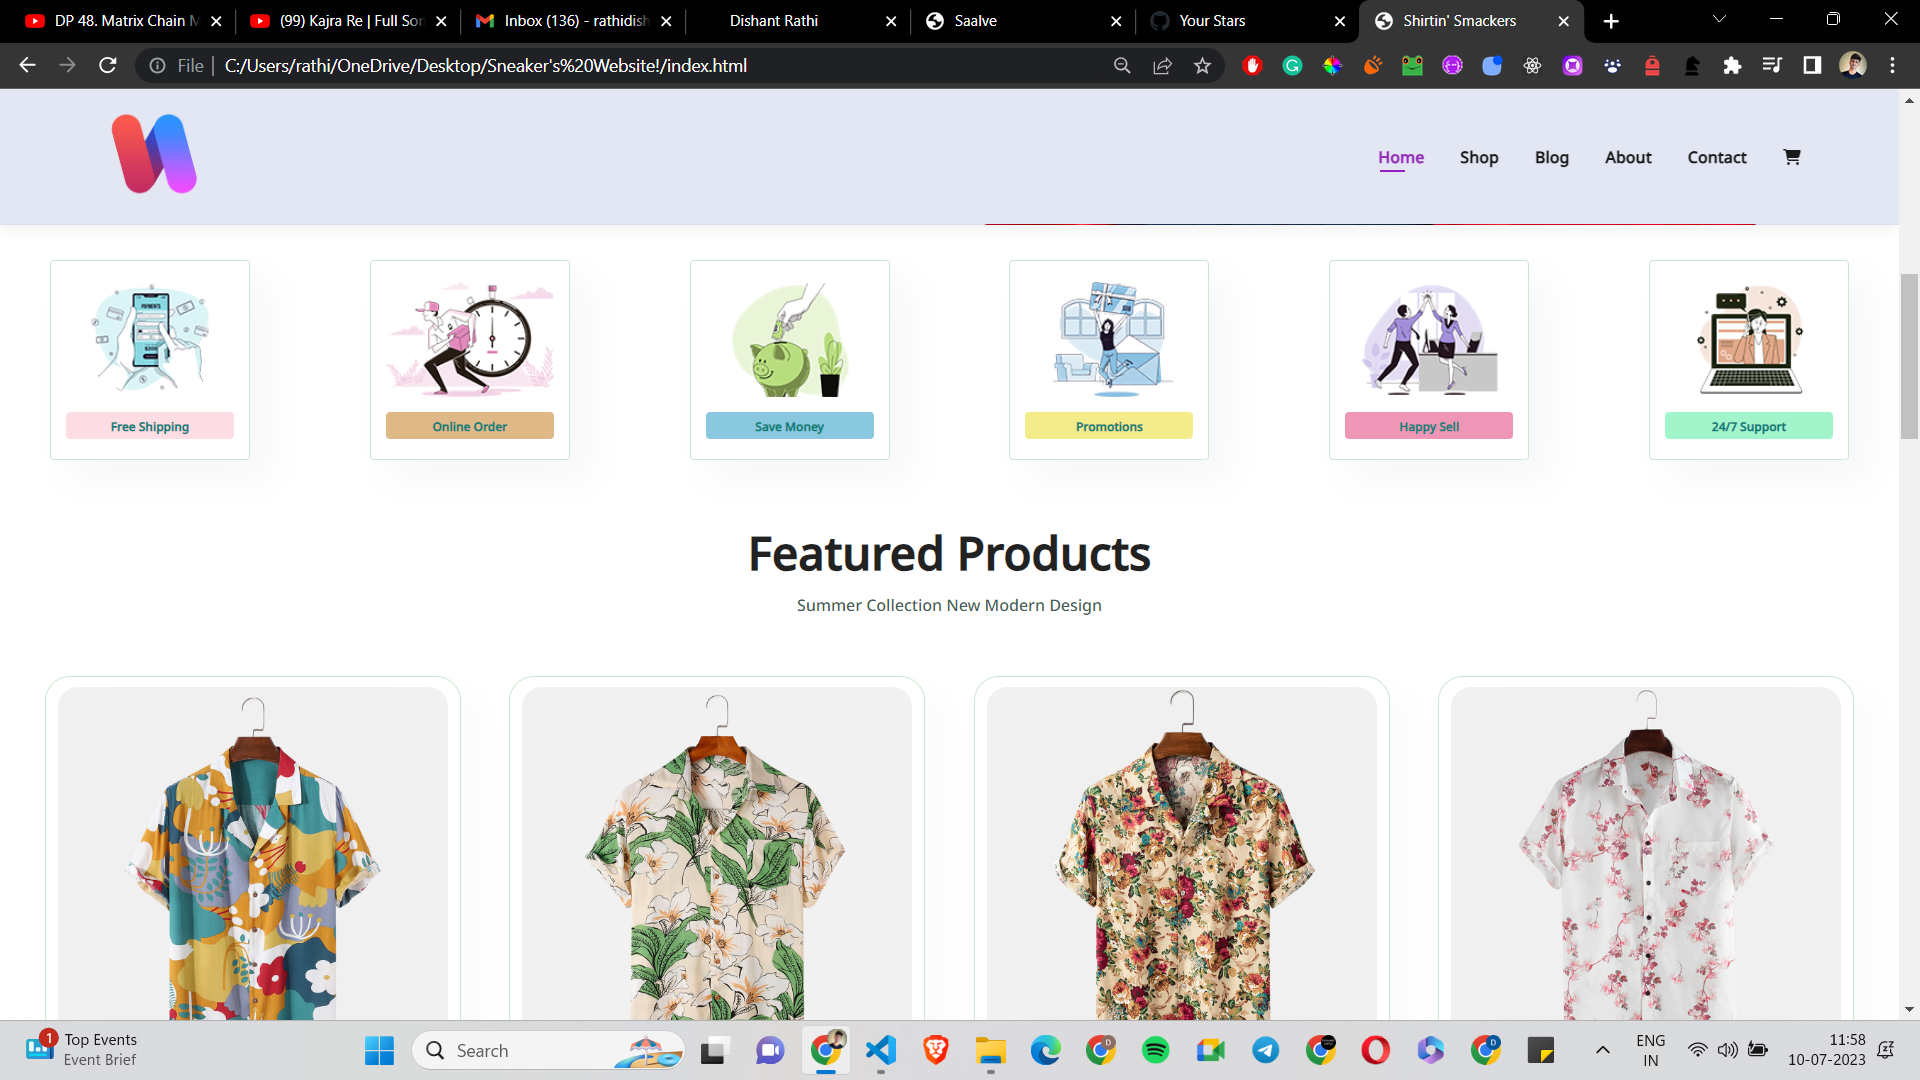 DP 48. Matrix Chain M
(99) Kajra Re | Full Son
Inbox (136) - rathidish
Dishant Rathi
Saalve
Your Stars
Shirtin' Smackers
File
C:/Users/rathi/OneDrive/Desktop/Sneaker's%20Website!/index.html
Home
Shop
Blog
About
Contact
PAYMENTS
Free Shipping
Online Order
Save Money
Promotions
Happy Sell
24/7 Support
Featured Products
Summer Collection New Modern Design
1
Top Events
Event Brief
Search
ENG
IN
11:58
10-07-2023